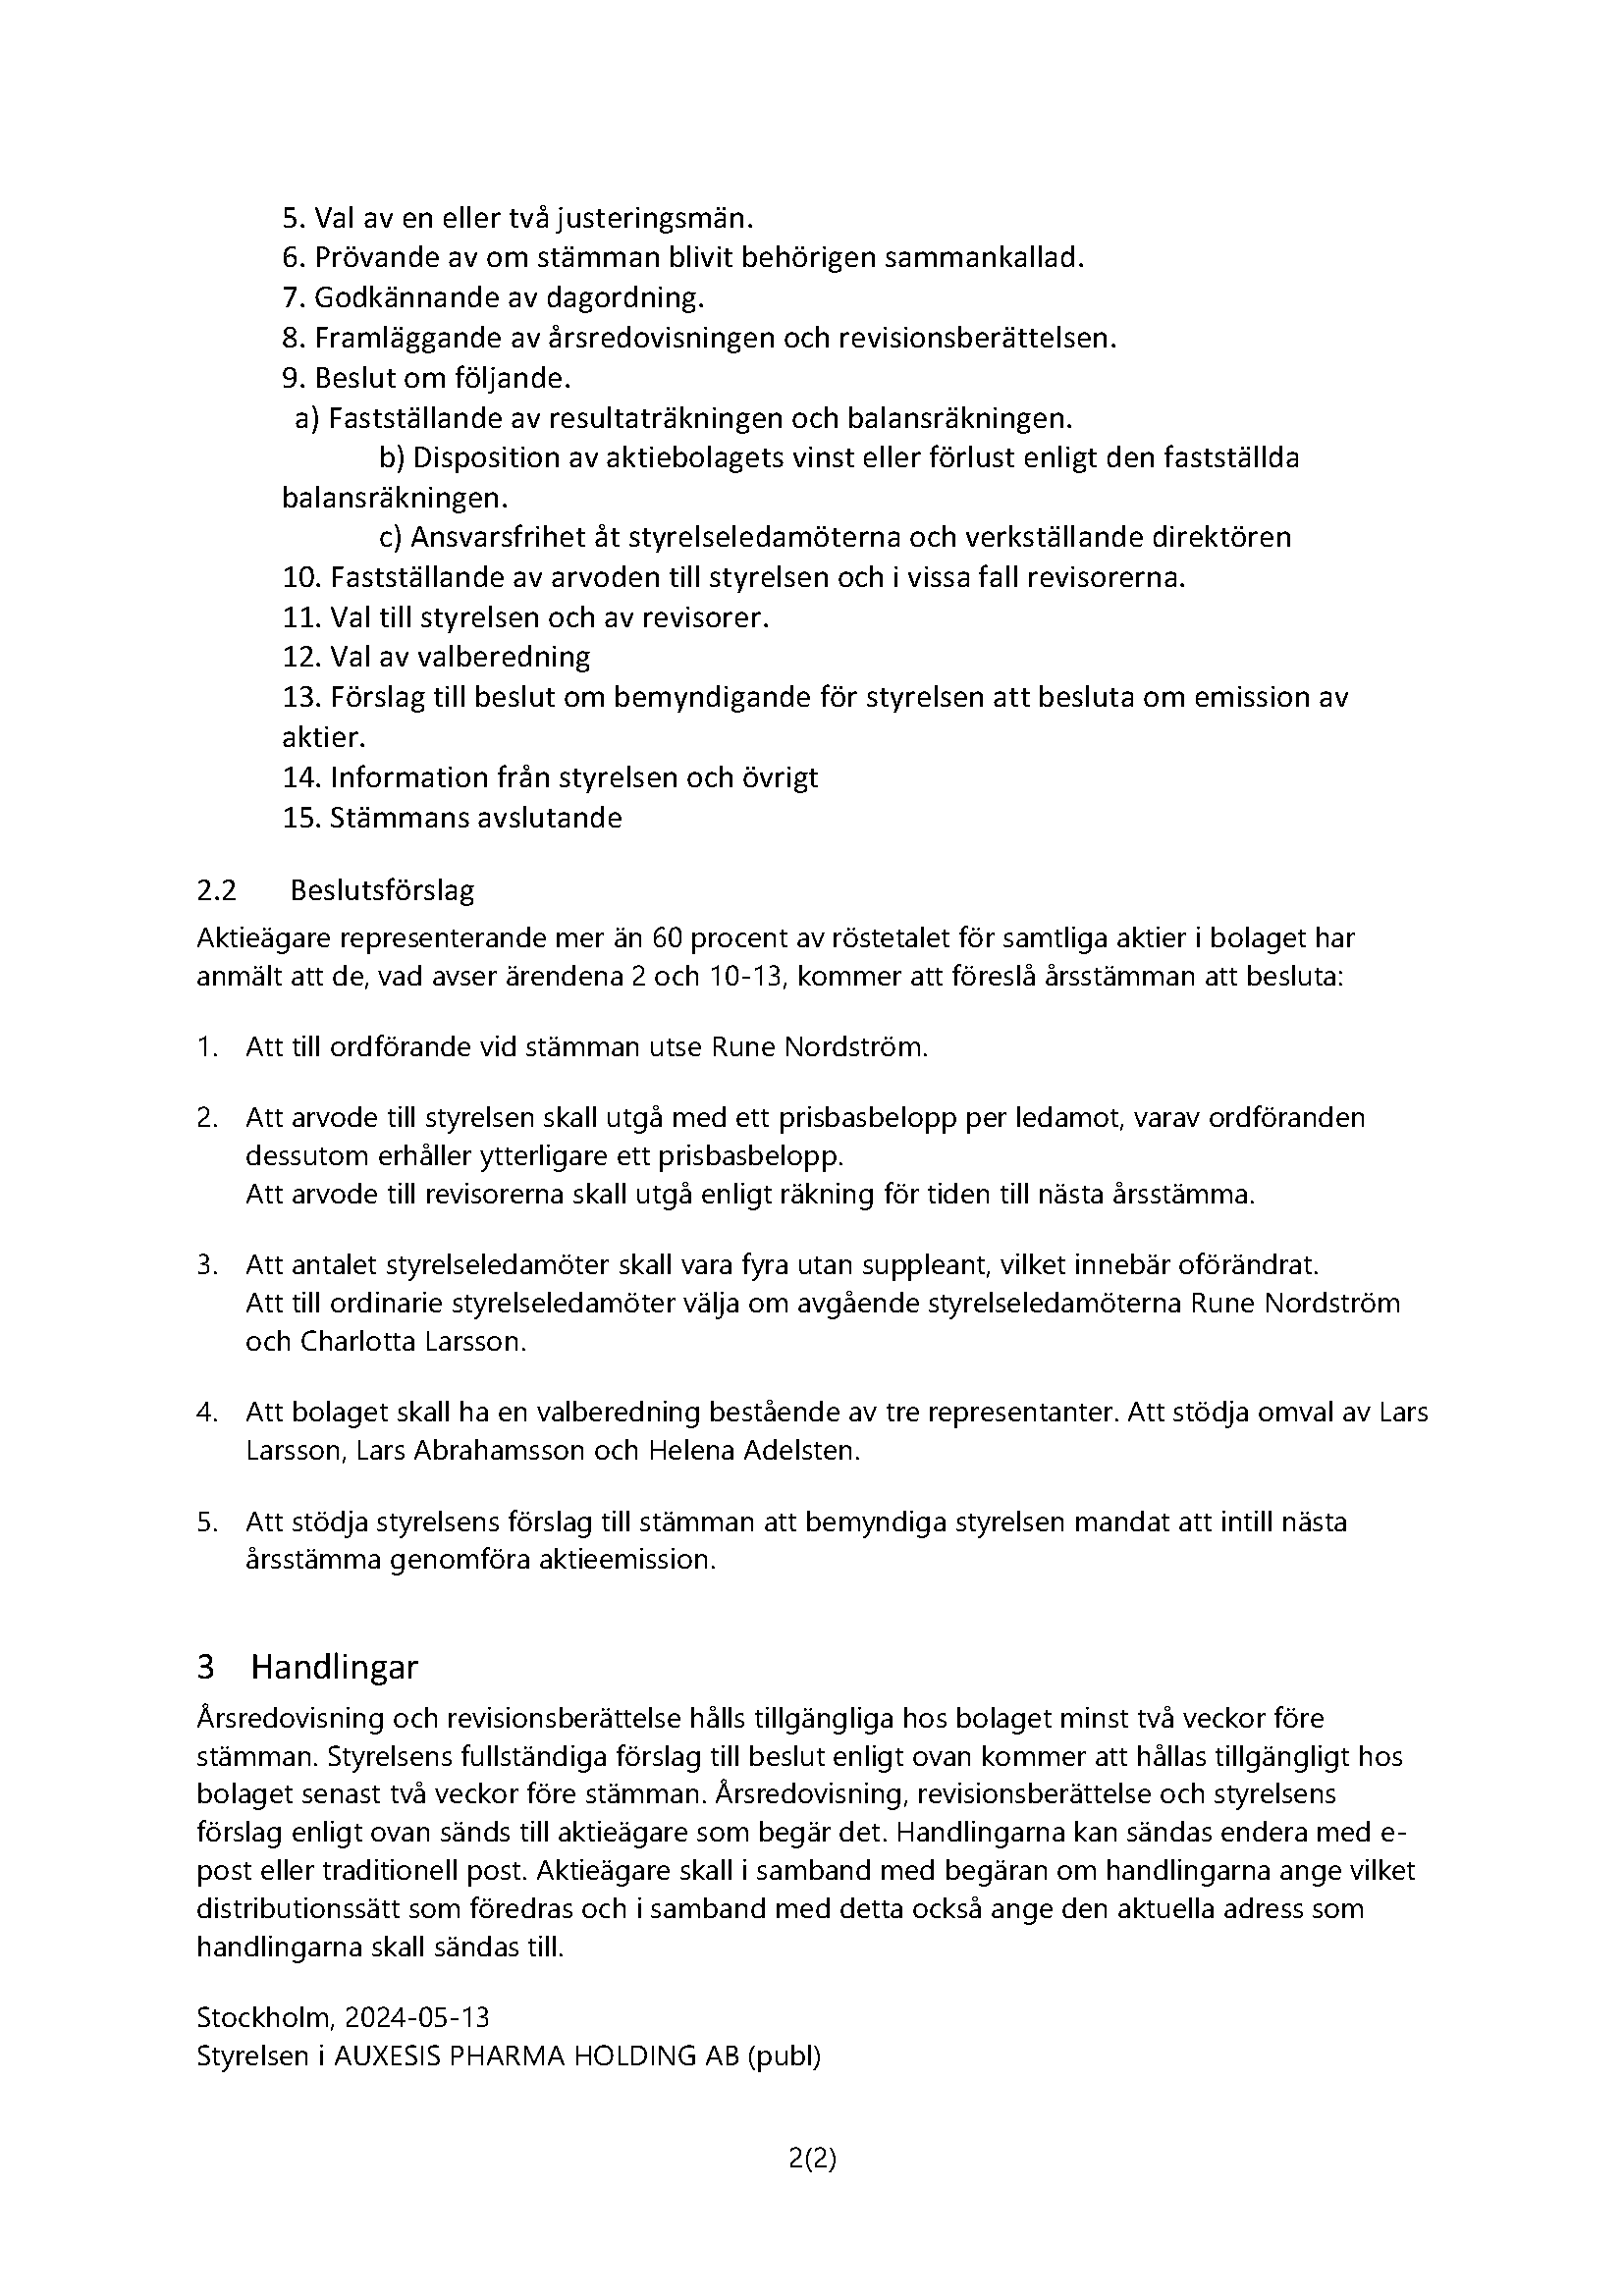 5. Val av en eller två justeringsmän.
6. Prövande av om stämman blivit behörigen sammankallad.
7. Godkännande av dagordning.
8. Framläggande av årsredovisningen och revisionsberättelsen.
9. Beslut om följande.
a) Fastställande av resultaträkningen och balansräkningen.
b) Disposition av aktiebolagets vinst eller förlust enligt den fastställda
balansräkningen.
c) Ansvarsfrihet åt styrelseledamöterna och verkställande direktören
10. Fastställande av arvoden till styrelsen och i vissa fall revisorerna.
11. Val till styrelsen och av revisorer.
12. Val av valberedning
13. Förslag till beslut om bemyndigande för styrelsen att besluta om emission av
aktier.
14. Information från styrelsen och övrigt
15. Stämmans avslutande
2.2 Beslutsförslag
Aktieägare representerande mer än 60 procent av röstetalet för samtliga aktier i bolaget har
anmält att de, vad avser ärendena 2 och 10-13, kommer att föreslå årsstämman att besluta:
1. Att till ordförande vid stämman utse Rune Nordström.
2. Att arvode till styrelsen skall utgå med ett prisbasbelopp per ledamot, varav ordföranden
dessutom erhåller ytterligare ett prisbasbelopp.
Att arvode till revisorerna skall utgå enligt räkning för tiden till nästa årsstämma.
3. Att antalet styrelseledamöter skall vara fyra utan suppleant, vilket innebär oförändrat.
Att till ordinarie styrelseledamöter välja om avgående styrelseledamöterna Rune Nordström
och Charlotta Larsson.
4. Att bolaget skall ha en valberedning bestående av tre representanter. Att stödja omval av Lars
Larsson, Lars Abrahamsson och Helena Adelsten.
5. Att stödja styrelsens förslag till stämman att bemyndiga styrelsen mandat att intill nästa
årsstämma genomföra aktieemission.
3 Handlingar
Årsredovisning och revisionsberättelse hålls tillgängliga hos bolaget minst två veckor före
stämman. Styrelsens fullständiga förslag till beslut enligt ovan kommer att hållas tillgängligt hos
bolaget senast två veckor före stämman. Årsredovisning, revisionsberättelse och styrelsens
förslag enligt ovan sänds till aktieägare som begär det. Handlingarna kan sändas endera med e-
post eller traditionell post. Aktieägare skall i samband med begäran om handlingarna ange vilket
distributionssätt som föredras och i samband med detta också ange den aktuella adress som
handlingarna skall sändas till.
Stockholm, 2024-05-13
Styrelsen i AUXESIS PHARMA HOLDING AB (publ)
2(2)